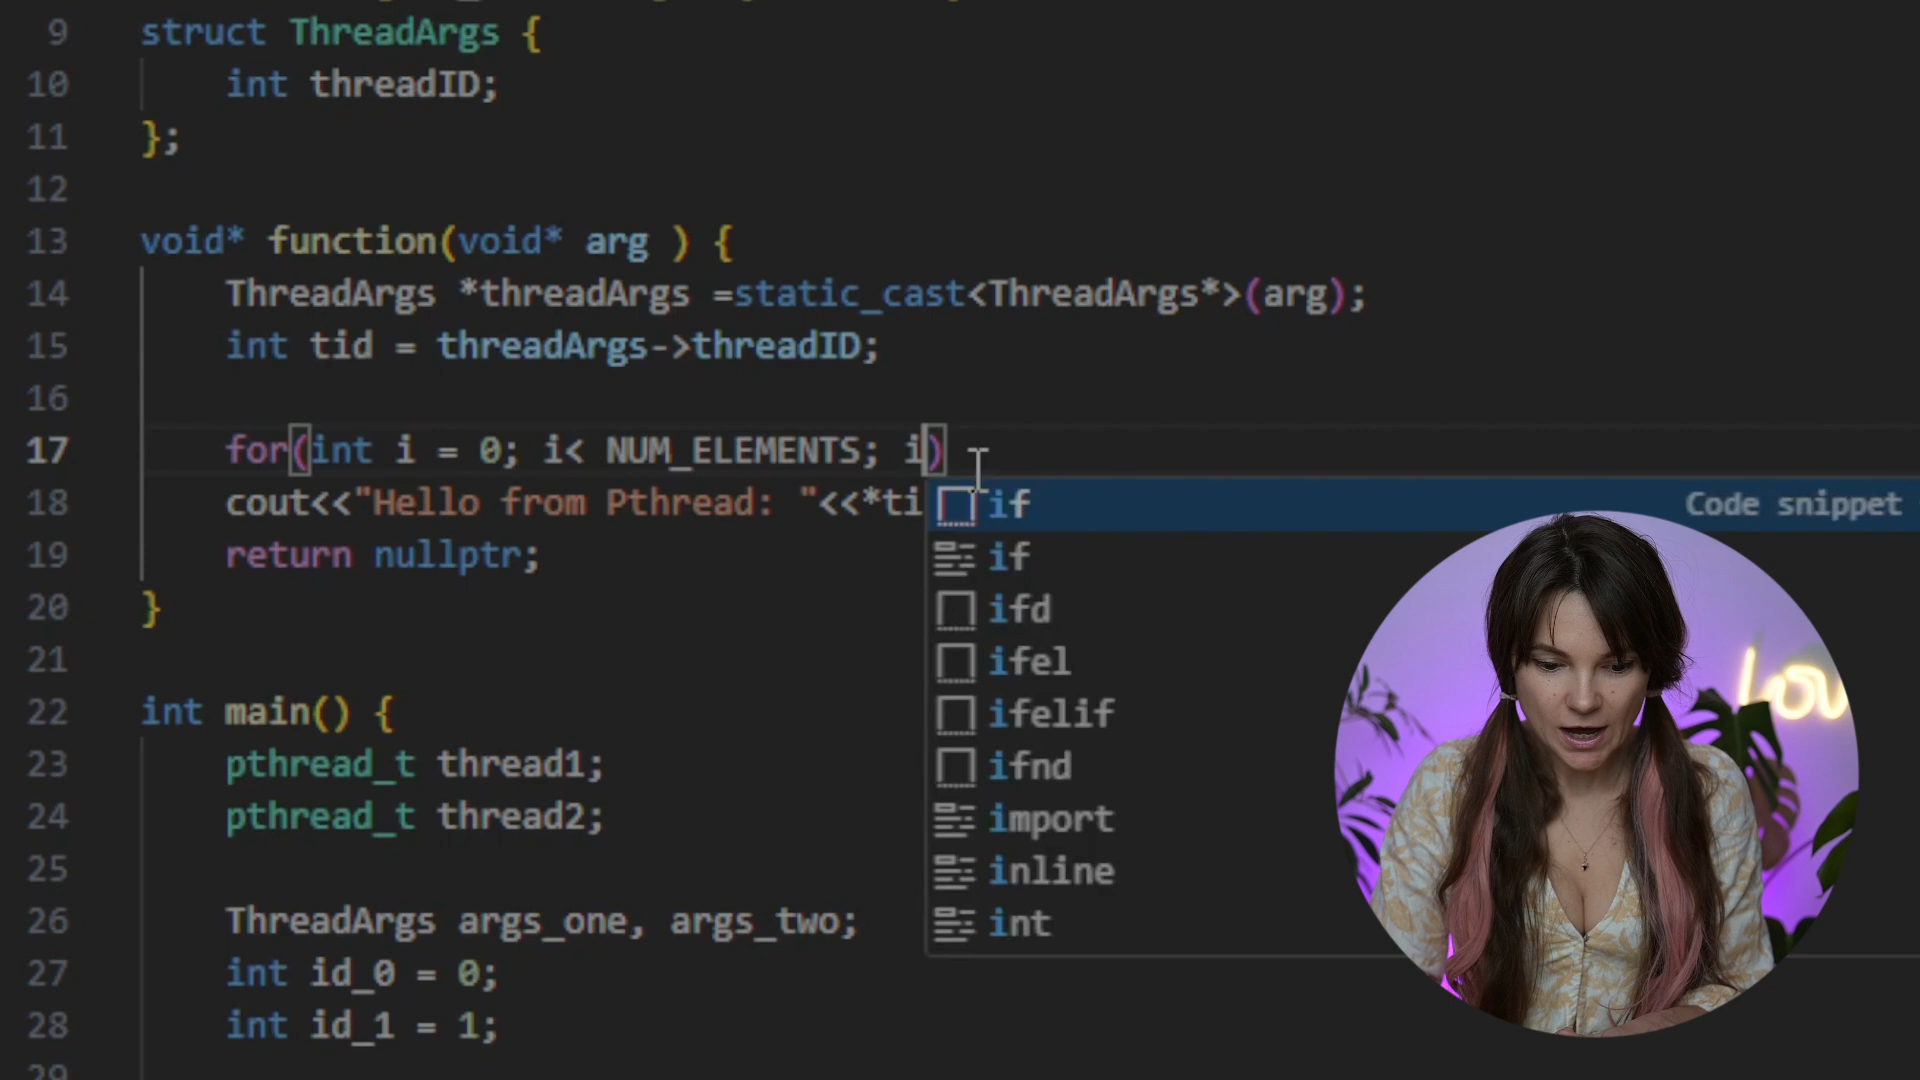 9 struct ThreadArgs {
10 int threadID;
11 };
12
13 void* function(void* arg ) {
14 ThreadArgs *threadArgs =static_cast<ThreadArgs*>(arg);
15 int tid = threadArgs->threadID;
16
17 for(int i = 0; i< NUM_ELEMENTS; i)
18 cout<<"Hello from Pthread: "<<*ti
if Code snippet
19 return nullptr;
if
20 }
ifd
21
ifel
22 int main() {
ifelif
23 pthread_t thread1;
ifnd
24 pthread_t thread2;
import
25
inline
26 ThreadArgs args_one, args_two;
int
27 int id_0 = 0;
28 int id_1 = 1;
29
lov